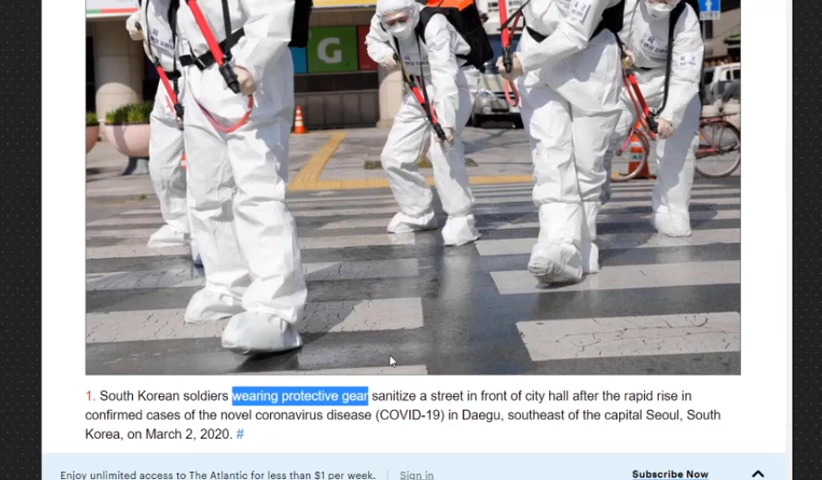 G
1. South Korean soldiers wearing protective gear sanitize a street in front of city hall after the rapid rise in
confirmed cases of the novel coronavirus disease (COVID-19) in Daegu, southeast of the capital Seoul, South
Korea, on March 2, 2020. #
Enjoy unlimited access to The Atlantic for less than $1 per week. Sign in Subscribe Now